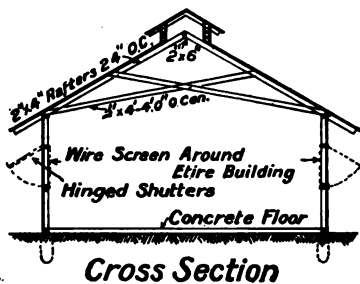 2"x4" Rafters 24" O.C.
2"x6"
2"x4"-4'0" O.Cen.
Wire Screen Around
Etire Building
Hinged Shutters
Concrete Floor
Cross Section